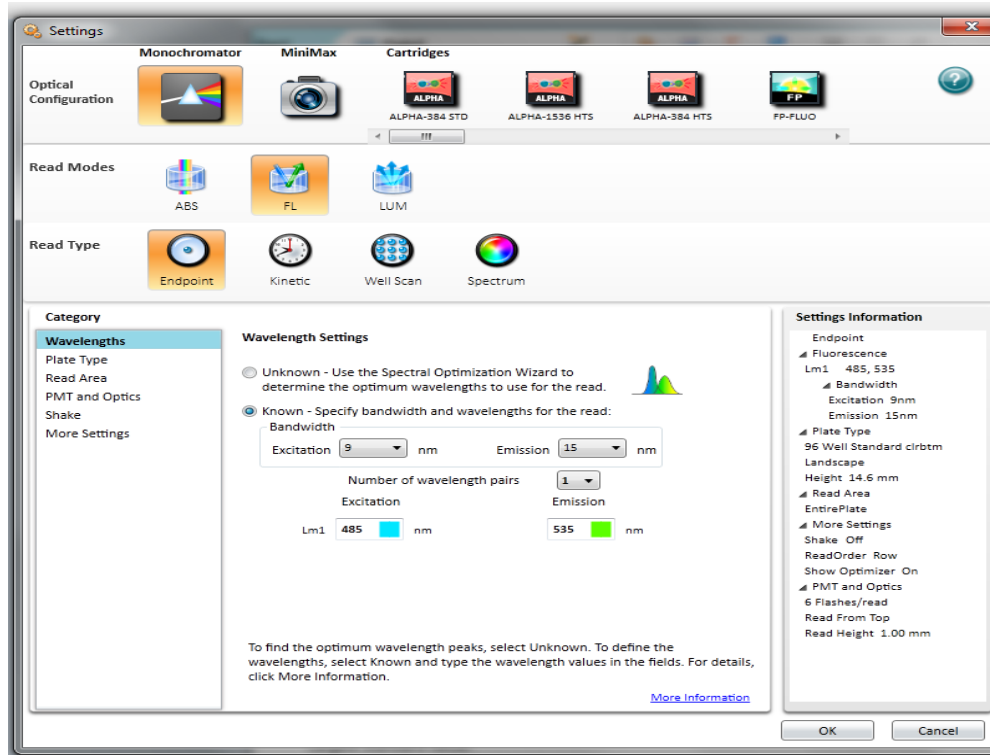 Settings
Monochromator MiniMax Cartridges
Optical
Configuration
ALPHA ALPHA ALPHA FP
ALPHA-384 STD ALPHA-1536 HTS ALPHA-384 HTS FP-FLUO
?
Read Modes
ABS FL LUM
Read Type
Endpoint Kinetic Well Scan Spectrum
Category
Wavelengths
Plate Type
Read Area
PMT and Optics
Shake
More Settings
Wavelength Settings
Unknown - Use the Spectral Optimization Wizard to
determine the optimum wavelengths to use for the read.
Known - Specify bandwidth and wavelengths for the read:
Bandwidth
Excitation 9 nm Emission 15 nm
Number of wavelength pairs 1
Excitation Emission
Lm1 485 nm 535 nm
To find the optimum wavelength peaks, select Unknown. To define the
wavelengths, select Known and type the wavelength values in the fields. For details,
click More Information.
More Information
Settings Information
Endpoint
Fluorescence
Lm1 485, 535
Bandwidth
Excitation 9nm
Emission 15nm
Plate Type
96 Well Standard clrbtm
Landscape
Height 14.6 mm
Read Area
EntirePlate
More Settings
Shake Off
ReadOrder Row
Show Optimizer On
PMT and Optics
6 Flashes/read
Read From Top
Read Height 1.00 mm
OK Cancel